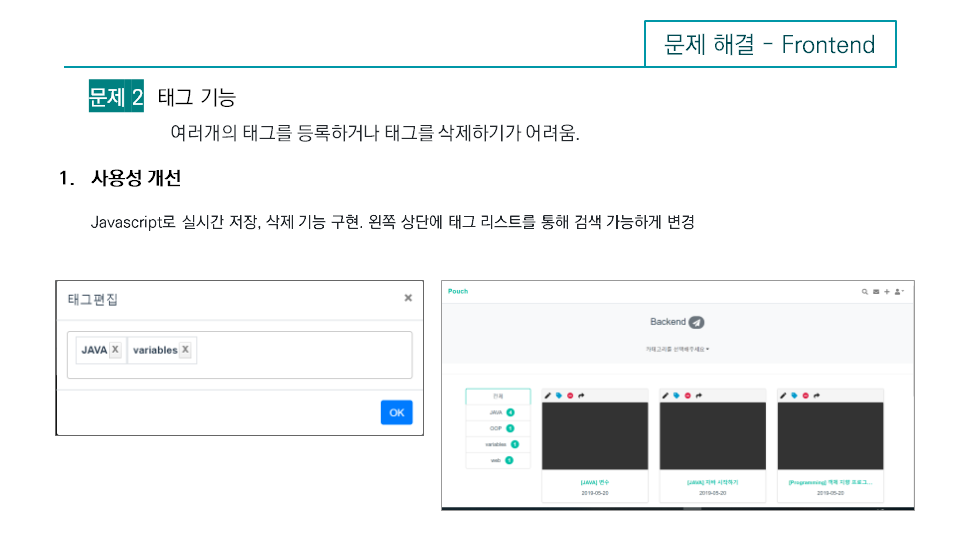 문제 해결 - Frontend
문제 2 태그 기능
여러개의 태그를 등록하거나 태그를 삭제하기가 어려움.
1. 사용성 개선
Javascript로 실시간 저장, 삭제 기능 구현. 왼쪽 상단에 태그 리스트를 통해 검색 가능하게 변경
태그편집 ×
JAVA X variables X
OK
Pouch
Backend
카테고리를 선택해주세요
전체
JAVA
OOP
variables
web
[JAVA] 변수
2019-05-20
[JAVA] 자바 시작하기
2019-05-20
[Programming] 객체 지향 프로그...
2019-05-20